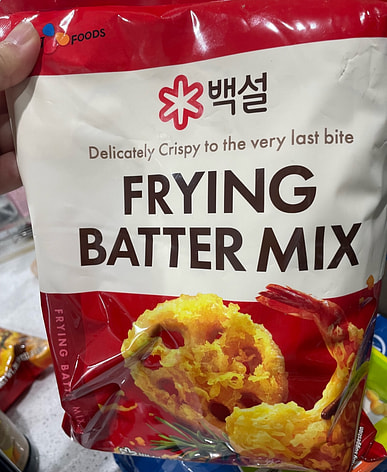 FOODS
백설
Delicately Crispy to the very last bite
FRYING
BATTER MIX
FRYING BATTER MIX